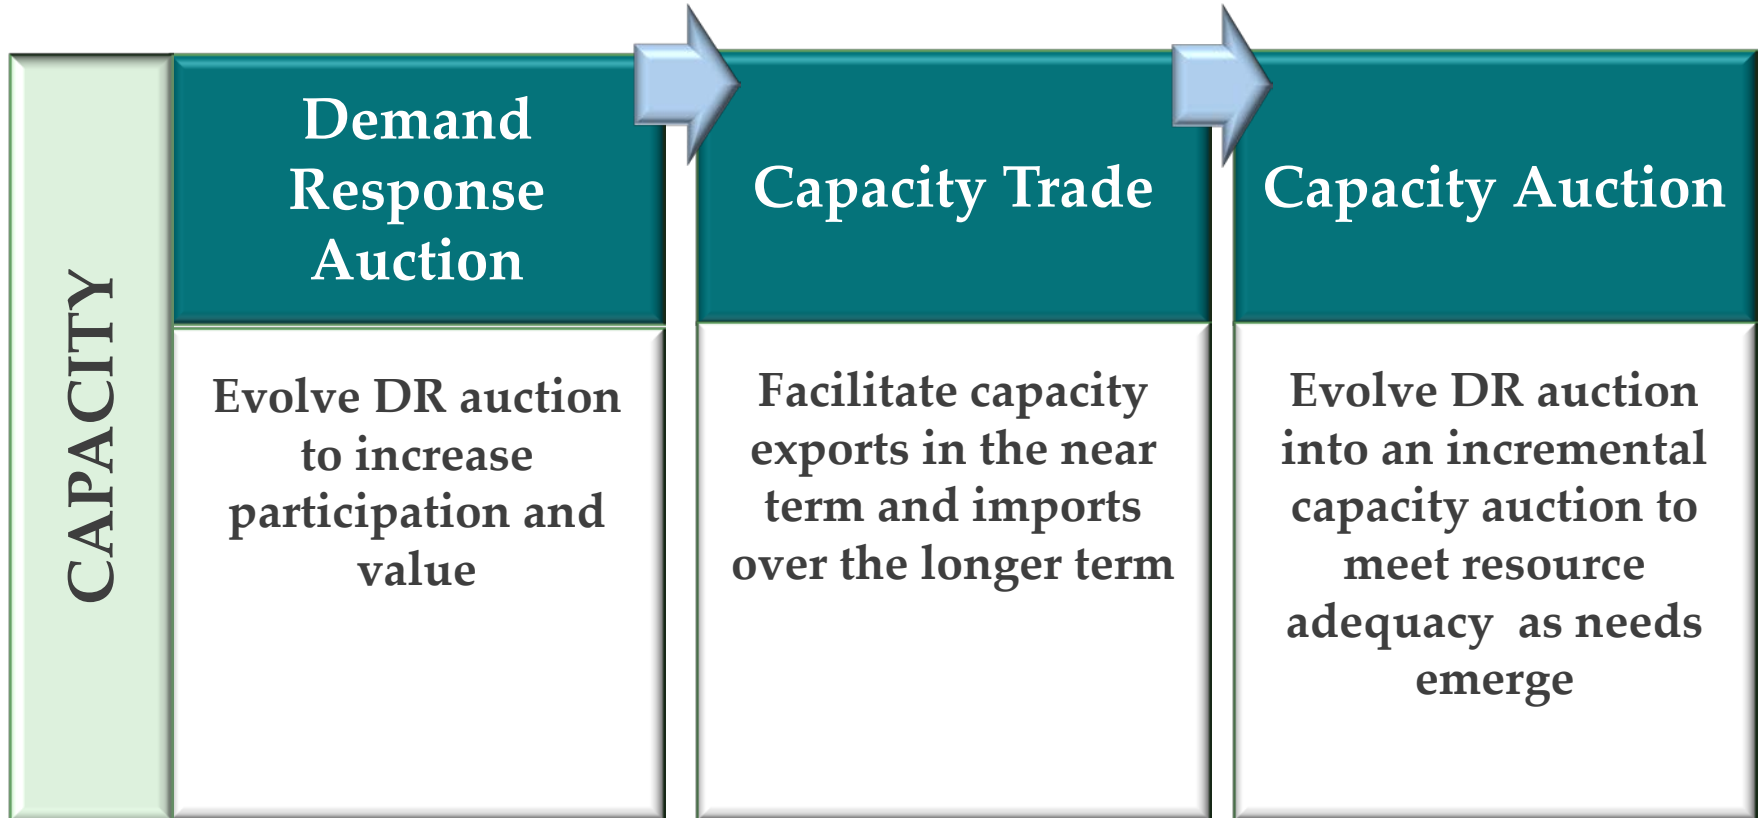 CAPACITY
Demand
Response
Auction
Evolve DR auction
to increase
participation and
value
Capacity Trade
Facilitate capacity
exports in the near
term and imports
over the longer term
Capacity Auction
Evolve DR auction
into an incremental
capacity auction to
meet resource
adequacy  as needs
emerge